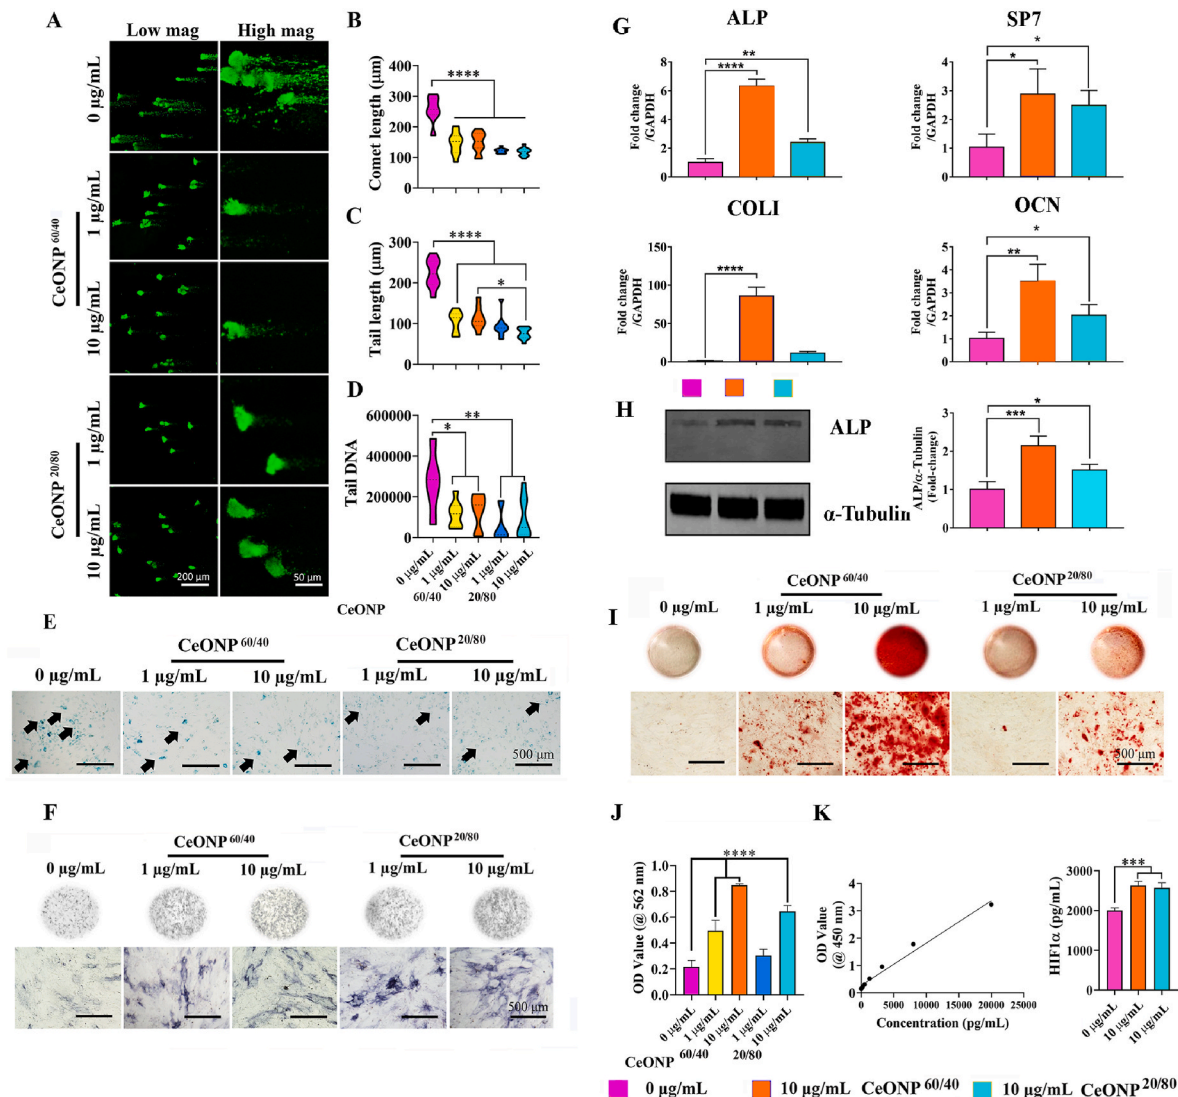 A
Low mag
High mag
0 µg/mL
1 µg/mL
10 µg/mL
CeONP 60/40
1 µg/mL
10 µg/mL
CeONP 20/80
200 µm
50 µm
B
Comet length (µm)
400
300
200
100
0
****
C
Tail length (µm)
300
200
100
0
****
*
D
Tail DNA
600000
400000
200000
0
*
**
0 µg/mL
1 µg/mL
10 µg/mL
1 µg/mL
10 µg/mL
CeONP
60/40
20/80
E
CeONP 60/40
CeONP 20/80
0 µg/mL
1 µg/mL
10 µg/mL
1 µg/mL
10 µg/mL
500 µm
F
CeONP 60/40
CeONP 20/80
0 µg/mL
1 µg/mL
10 µg/mL
1 µg/mL
10 µg/mL
500 µm
G
ALP
Fold change
/GAPDH
8
6
4
2
0
****
**
SP7
Fold change
/GAPDH
4
3
2
1
0
*
*
COLI
Fold change
/GAPDH
150
100
50
0
****
OCN
Fold change
/GAPDH
5
4
3
2
1
0
**
*
H
ALP
α-Tubulin
ALP/α-Tubulin
(Fold-change)
3
2
1
0
***
*
I
CeONP 60/40
CeONP 20/80
0 µg/mL
1 µg/mL
10 µg/mL
1 µg/mL
10 µg/mL
500 µm
J
OD Value (@ 562 nm)
1.0
0.8
0.6
0.4
0.2
0.0
****
0 µg/mL
1 µg/mL
10 µg/mL
1 µg/mL
10 µg/mL
CeONP
60/40
20/80
K
OD Value
(@ 450 nm)
4
3
2
1
0
0
5000
10000
15000
20000
25000
Concentration (pg/mL)
HIF1α (pg/mL)
3000
2000
1000
0
***
0 µg/mL
10 µg/mL
10 µg/mL
0 µg/mL
10 µg/mL CeONP 60/40
10 µg/mL CeONP 20/80